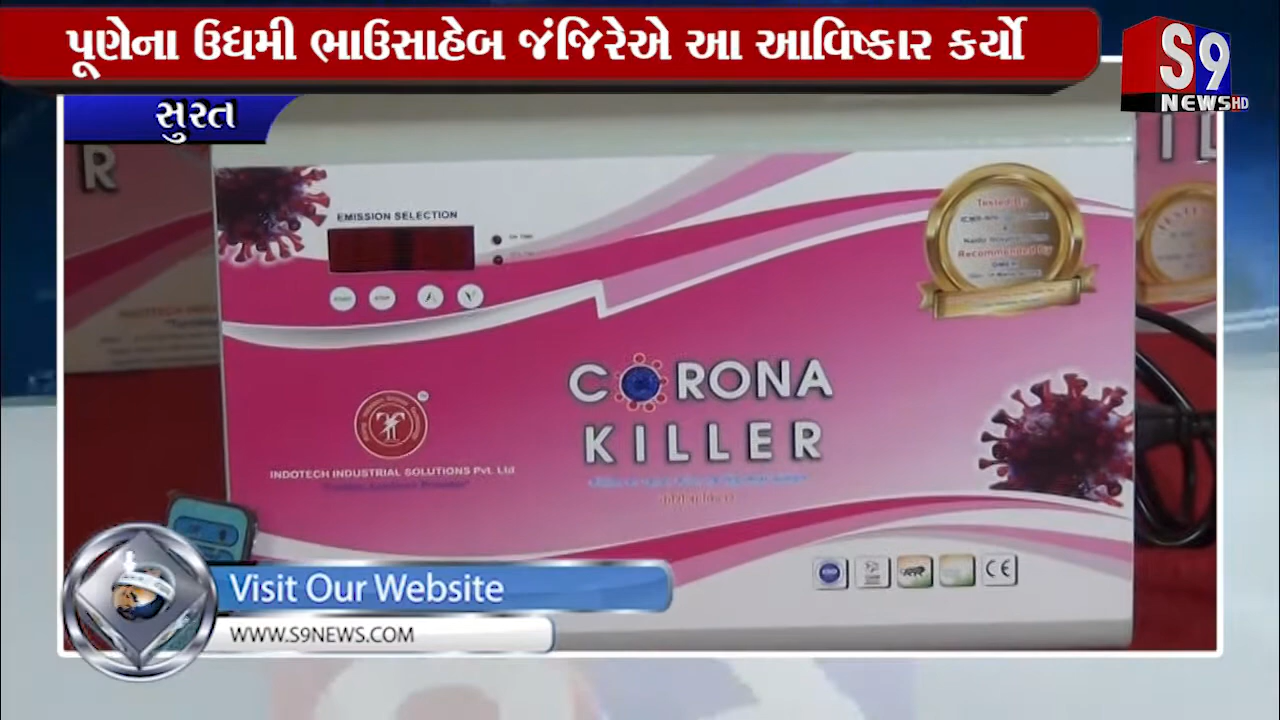 પૂણેના ઉદ્યમી ભાઉસાહેબ જંજિરેએ આ આવિષ્કાર કર્યો
S9
NEWS HD
સુરત
R
EMISSION SELECTION
Tested By
Recommended By
CORONA
KILLER
INDOTECH INDUSTRIAL SOLUTIONS Pvt. Ltd
CE
Visit Our Website
WWW.S9NEWS.COM